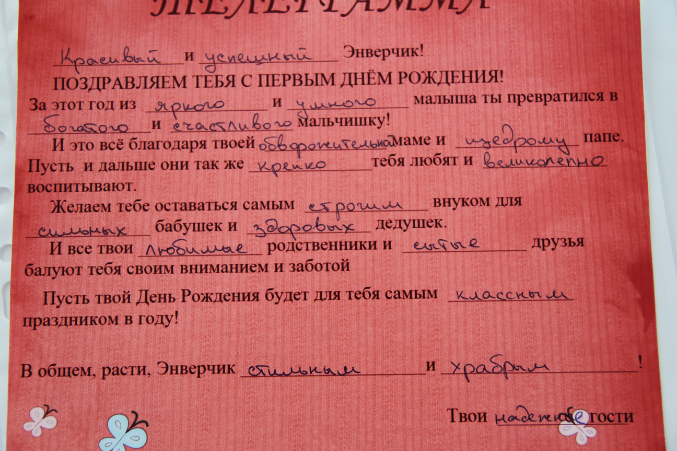 ТЕЛЕГРАММА
Красивый и успешный Энверчик!
ПОЗДРАВЛЯЕМ ТЕБЯ С ПЕРВЫМ ДНЁМ РОЖДЕНИЯ!
За этот год из яркого и умного малыша ты превратился в
богатого и счастливого мальчишку!
И это всё благодаря твоей обворожительной маме и щедрому папе.
Пусть и дальше они так же крепко тебя любят и великолепно
воспитывают.
Желаем тебе оставаться самым строгим внуком для
сильных бабушек и здоровых дедушек.
И все твои любимые родственники и сытые друзья
балуют тебя своим вниманием и заботой
Пусть твой День Рождения будет для тебя самым классным
праздником в году!
В общем, расти, Энверчик стильным и храбрым!
Твои надежные гости